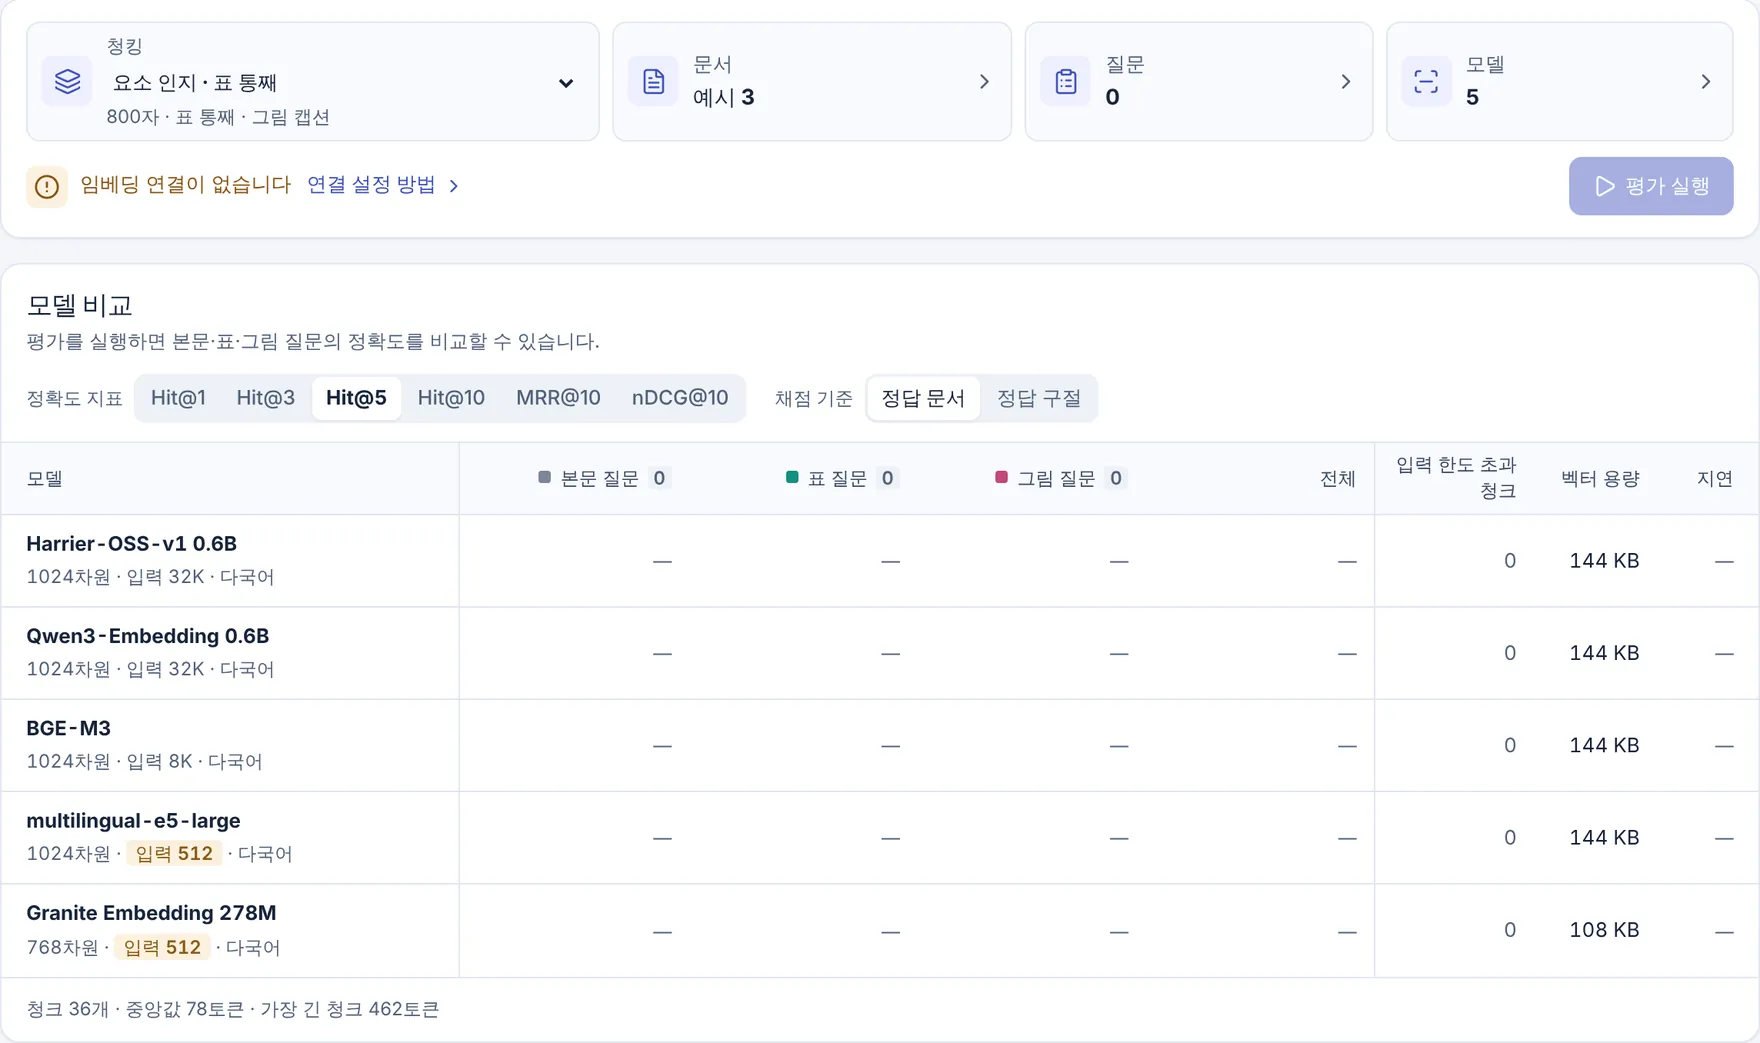 청킹
요소 인지 · 표 통째
800자 · 표 통째 · 그림 캡션
문서
예시 3
질문
0
모델
5
임베딩 연결이 없습니다 연결 설정 방법
평가 실행
모델 비교
평가를 실행하면 본문·표·그림 질문의 정확도를 비교할 수 있습니다.
정확도 지표 Hit@1 Hit@3 Hit@5 Hit@10 MRR@10 nDCG@10 채점 기준 정답 문서 정답 구절
모델 본문 질문 0 표 질문 0 그림 질문 0 전체 입력 한도 초과 청크 벡터 용량 지연
Harrier-OSS-v1 0.6B
1024차원 · 입력 32K · 다국어
— — — — 0 144 KB —
Qwen3-Embedding 0.6B
1024차원 · 입력 32K · 다국어
— — — — 0 144 KB —
BGE-M3
1024차원 · 입력 8K · 다국어
— — — — 0 144 KB —
multilingual-e5-large
1024차원 · 입력 512 · 다국어
— — — — 0 144 KB —
Granite Embedding 278M
768차원 · 입력 512 · 다국어
— — — — 0 108 KB —
청크 36개 · 중앙값 78토큰 · 가장 긴 청크 462토큰